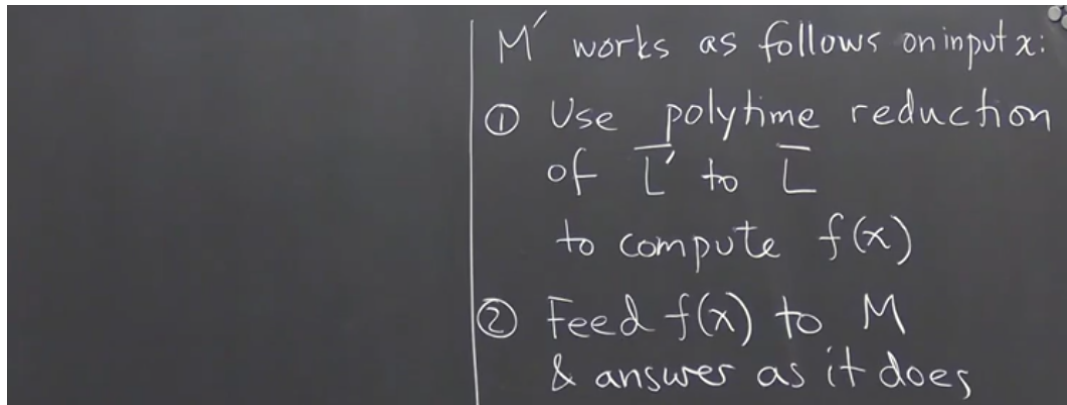 M′ works as follows on input x:
① Use polytime reduction
of L̅′ to L̅
to compute f(x)
② Feed f(x) to M
& answer as it does